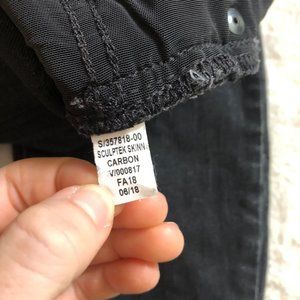 S/357818-00
SCULPTEK SKINN
CARBON
V/000817
FA18
06/18